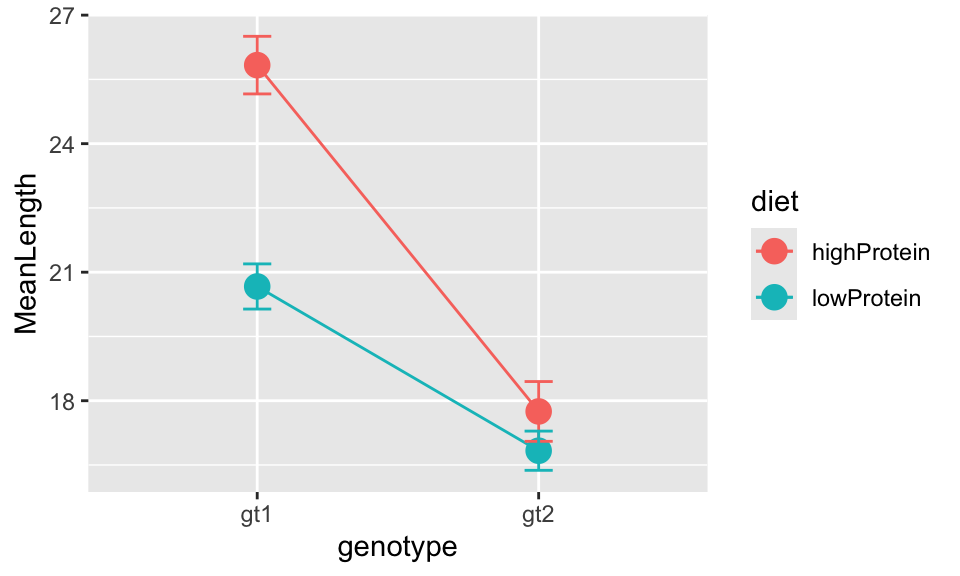 27
24
21
18
MeanLength
gt1
gt2
genotype
diet
highProtein
lowProtein